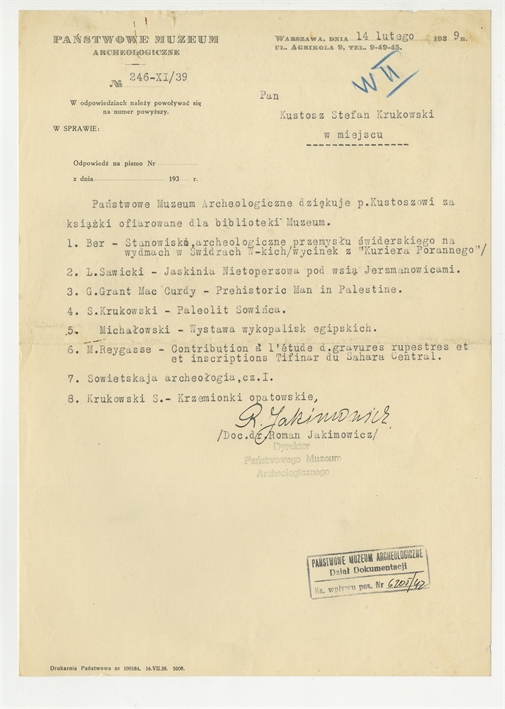 PAŃSTWOWE MUZEUM
ARCHEOLOGICZNE
№ 246-XI/39
W odpowiedziach należy powoływać się
na numer powyższy.
W SPRAWIE:
Odpowiedź na pismo Nr
z dnia 193 r.
WARSZAWA, DNIA 14 lutego 1939 r.
UL. AGRIKOLA 9, TEL. 9-49-45.
W II
Pan
Kustosz Stefan Krukowski
w miejscu
Państwowe Muzeum Archeologiczne dziękuje p.Kustoszowi za
książki ofiarowane dla biblioteki Muzeum.
1. Ber - Stanowisko archeologiczne przemysłu świderskiego na
wydmach w Świdrach W-kich/wycinek z "Kuriera Porannego"/
2. L.Sawicki - Jaskinia Nietoperzowa pod wsią Jerzmanowicami.
3. G.Grant Mac Curdy - Prehistoric Man in Palestine.
4. S.Krukowski - Paleolit Sowińca.
5. Michałowski - Wystawa wykopalisk egipskich.
6. M.Reygasse - Contribution à l'étude d.gravures rupestres et
et inscriptions Tifinar du Sahara Central.
7. Sowietskaja archeołogia,cz.I.
8. Krukowski S.- Krzemionki opatowskie,
R. Jakimowicz
/Doc.dr.Roman Jakimowicz/
Dyrektor
Państwowego Muzeum
Archeologicznego
PAŃSTWOWE MUZEUM ARCHEOLOGICZNE
Dział Dokumentacji
Ks. wpływu poz. Nr
Drukarnia Państwowa nr 100184. 16.VII.38. 1608.